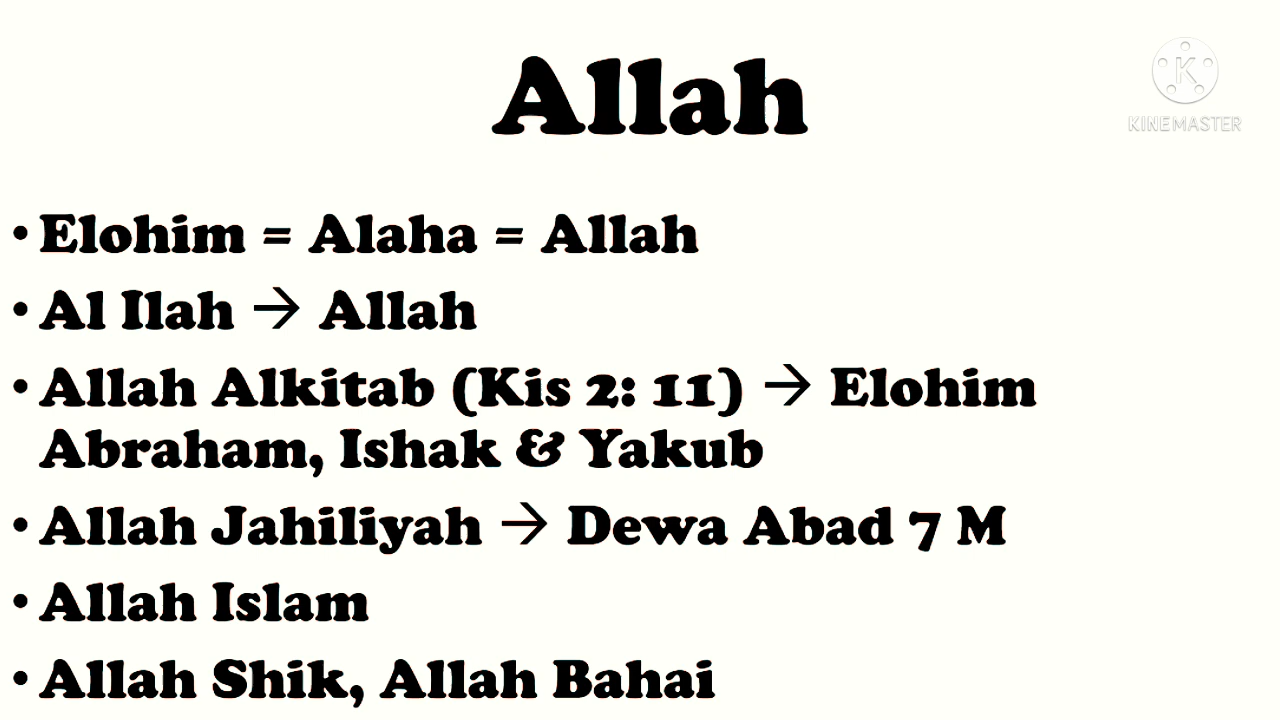 Allah
KINEMASTER
• Elohim = Alaha = Allah
• Al Ilah → Allah
• Allah Alkitab (Kis 2: 11) → Elohim
Abraham, Ishak & Yakub
• Allah Jahiliyah → Dewa Abad 7 M
• Allah Islam
• Allah Shik, Allah Bahai